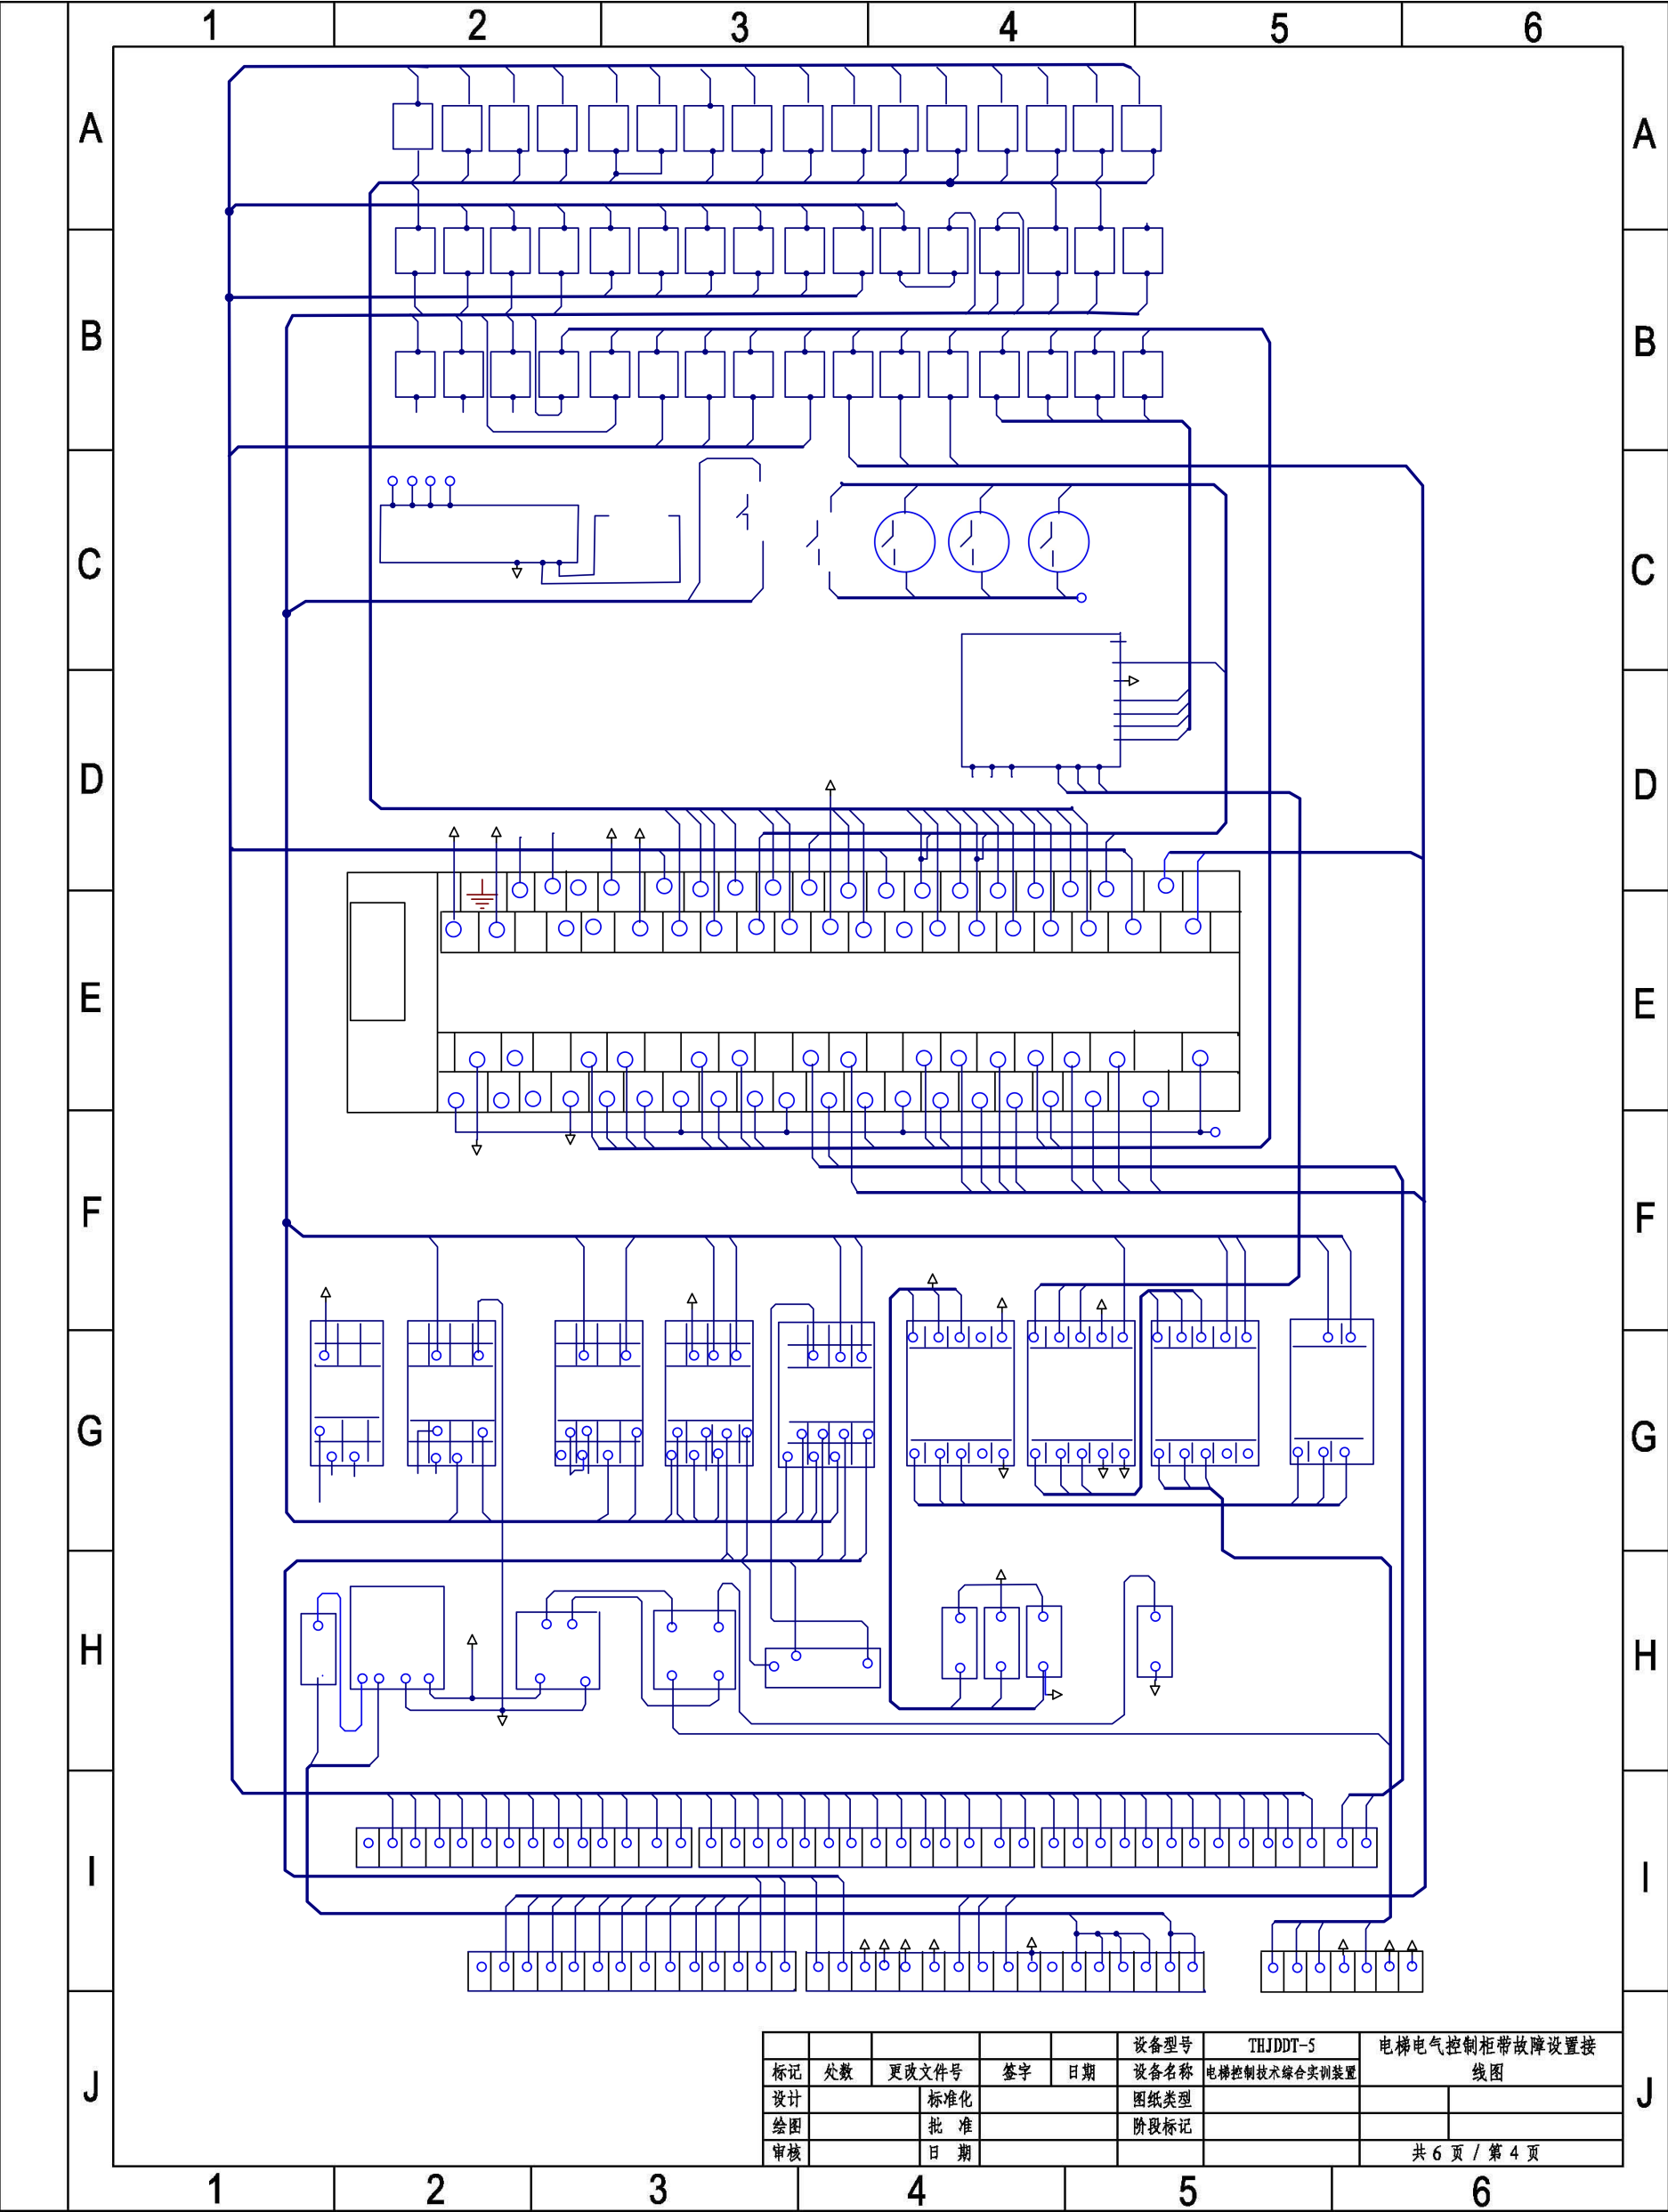 1 2 3 4 5 6
A A
B B
C C
D D
E E
F F
G G
H H
I I
J J
设备型号 THJDDT-5 电梯电气控制柜带故障设置接
线图
标记 处数 更改文件号 签字 日期 设备名称 电梯控制技术综合实训装置
设计 标准化 图纸类型
绘图 批 准 阶段标记
审核 日 期 共 6 页 / 第 4 页
1 2 3 4 5 6